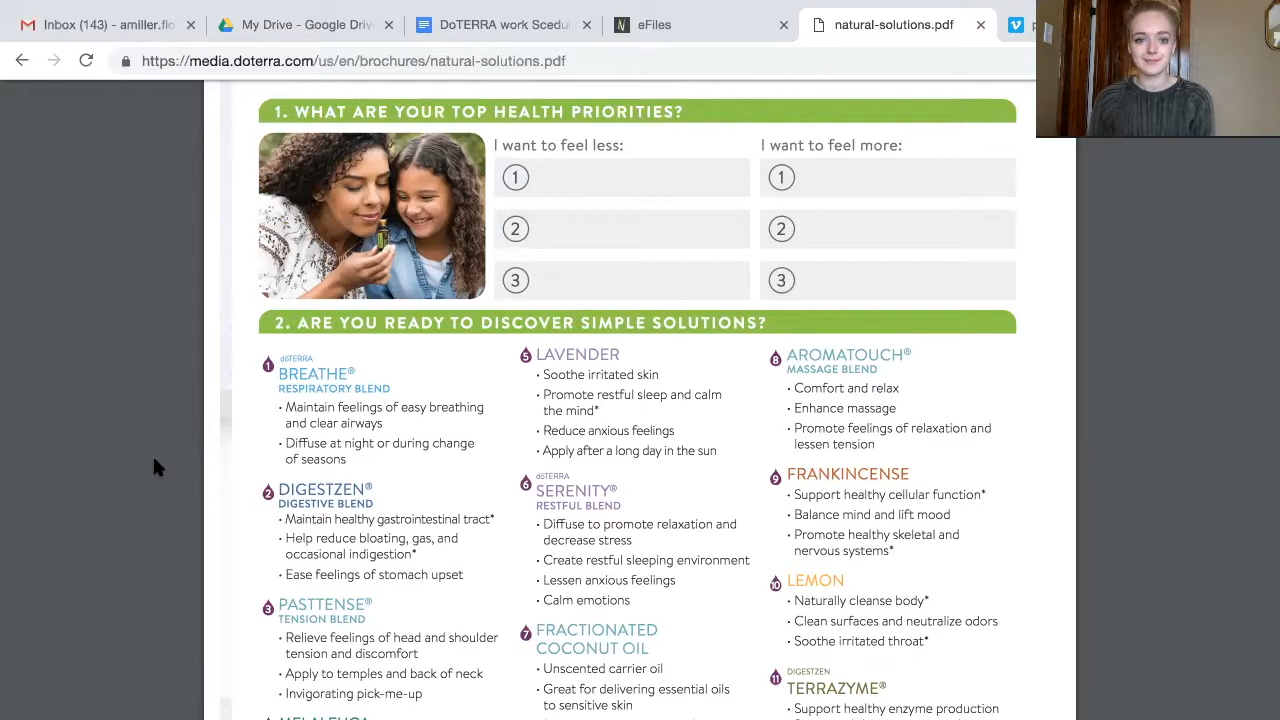 Inbox (143) - amiller.flo
My Drive - Google Driv
DoTERRA work Scedul
eFiles
natural-solutions.pdf
https://media.doterra.com/us/en/brochures/natural-solutions.pdf
1. WHAT ARE YOUR TOP HEALTH PRIORITIES?
I want to feel less:
1
2
3
I want to feel more:
1
2
3
2. ARE YOU READY TO DISCOVER SIMPLE SOLUTIONS?
1 dōTERRA
BREATHE®
RESPIRATORY BLEND
• Maintain feelings of easy breathing
and clear airways
• Diffuse at night or during change
of seasons
2 DIGESTZEN®
DIGESTIVE BLEND
• Maintain healthy gastrointestinal tract*
• Help reduce bloating, gas, and
occasional indigestion*
• Ease feelings of stomach upset
3 PASTTENSE®
TENSION BLEND
• Relieve feelings of head and shoulder
tension and discomfort
• Apply to temples and back of neck
• Invigorating pick-me-up
MELALEUCA
5 LAVENDER
• Soothe irritated skin
• Promote restful sleep and calm
the mind*
• Reduce anxious feelings
• Apply after a long day in the sun
6 dōTERRA
SERENITY®
RESTFUL BLEND
• Diffuse to promote relaxation and
decrease stress
• Create restful sleeping environment
• Lessen anxious feelings
• Calm emotions
7 FRACTIONATED
COCONUT OIL
• Unscented carrier oil
• Great for delivering essential oils
to sensitive skin
8 AROMATOUCH®
MASSAGE BLEND
• Comfort and relax
• Enhance massage
• Promote feelings of relaxation and
lessen tension
9 FRANKINCENSE
• Support healthy cellular function*
• Balance mind and lift mood
• Promote healthy skeletal and
nervous systems*
10 LEMON
• Naturally cleanse body*
• Clean surfaces and neutralize odors
• Soothe irritated throat*
11 DIGESTZEN
TERRAZYME®
• Support healthy enzyme production